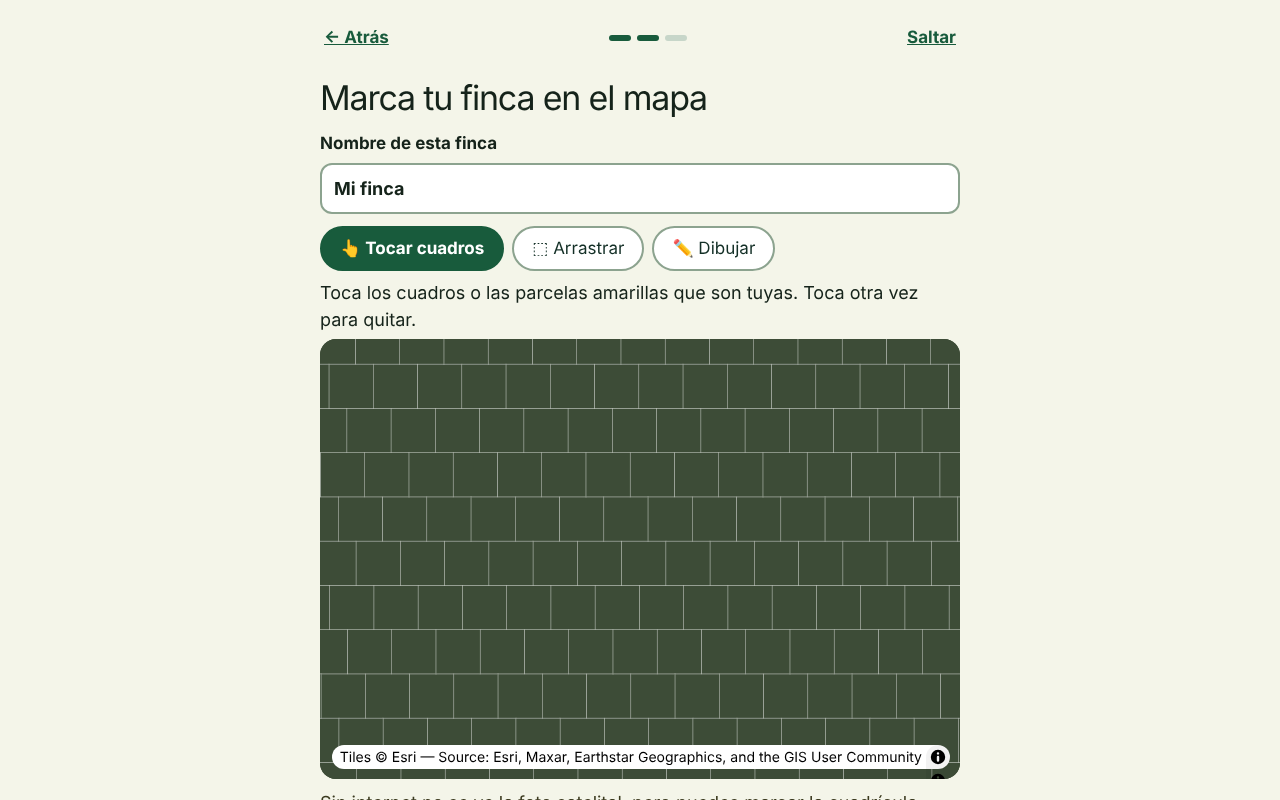 ← Atrás
Saltar
Marca tu finca en el mapa
Nombre de esta finca
Mi finca
👆 Tocar cuadros
⬚ Arrastrar
✏️ Dibujar
Toca los cuadros o las parcelas amarillas que son tuyas. Toca otra vez
para quitar.
Tiles © Esri — Source: Esri, Maxar, Earthstar Geographics, and the GIS User Community